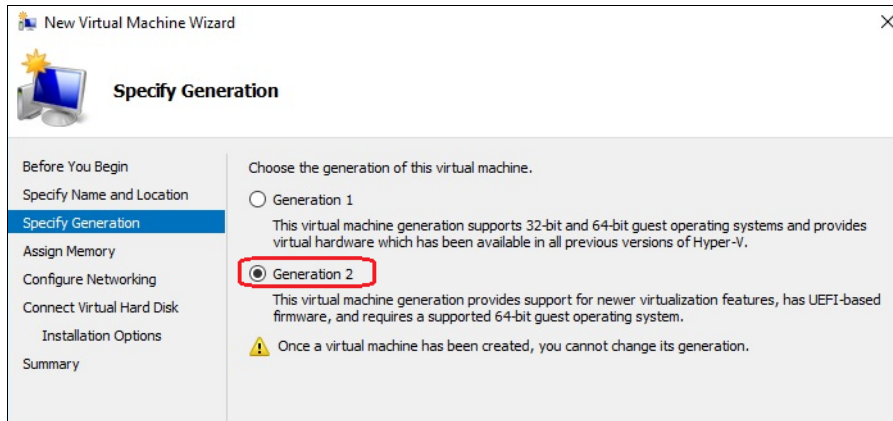 New Virtual Machine Wizard
Specify Generation
Before You Begin
Specify Name and Location
Specify Generation
Assign Memory
Configure Networking
Connect Virtual Hard Disk
Installation Options
Summary
Choose the generation of this virtual machine.
Generation 1
This virtual machine generation supports 32-bit and 64-bit guest operating systems and provides
virtual hardware which has been available in all previous versions of Hyper-V.
Generation 2
This virtual machine generation provides support for newer virtualization features, has UEFI-based
firmware, and requires a supported 64-bit guest operating system.
Once a virtual machine has been created, you cannot change its generation.